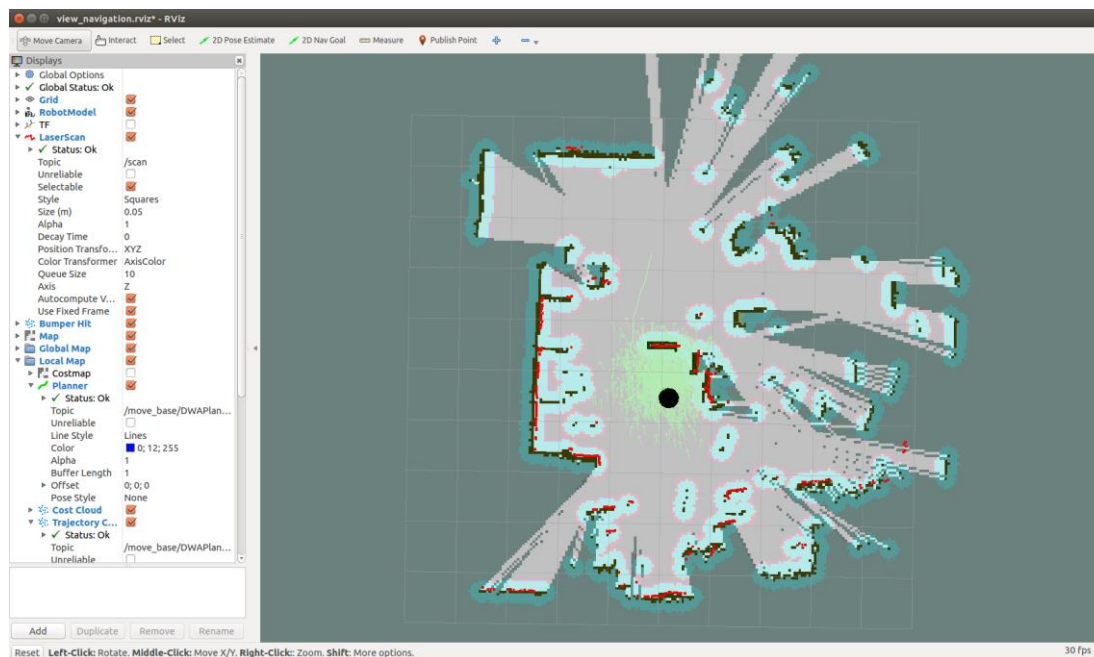 view_navigation.rviz* - RViz
Move Camera Interact Select 2D Pose Estimate 2D Nav Goal Measure Publish Point
Displays
Global Options
Global Status: Ok
Grid
RobotModel
TF
LaserScan
Status: Ok
Topic /scan
Unreliable
Selectable
Style Squares
Size (m) 0.05
Alpha 1
Decay Time 0
Position Transfo... XYZ
Color Transformer AxisColor
Queue Size 10
Axis Z
Autocompute V...
Use Fixed Frame
Bumper Hit
Map
Global Map
Local Map
Costmap
Planner
Status: Ok
Topic /move_base/DWAPlan...
Unreliable
Line Style Lines
Color 0; 12; 255
Alpha 1
Buffer Length 1
Offset 0; 0; 0
Pose Style None
Cost Cloud
Trajectory C...
Status: Ok
Topic /move_base/DWAPlan...
Unreliable
Add Duplicate Remove Rename
Reset Left-Click: Rotate. Middle-Click: Move X/Y. Right-Click:: Zoom. Shift: More options. 30 fps